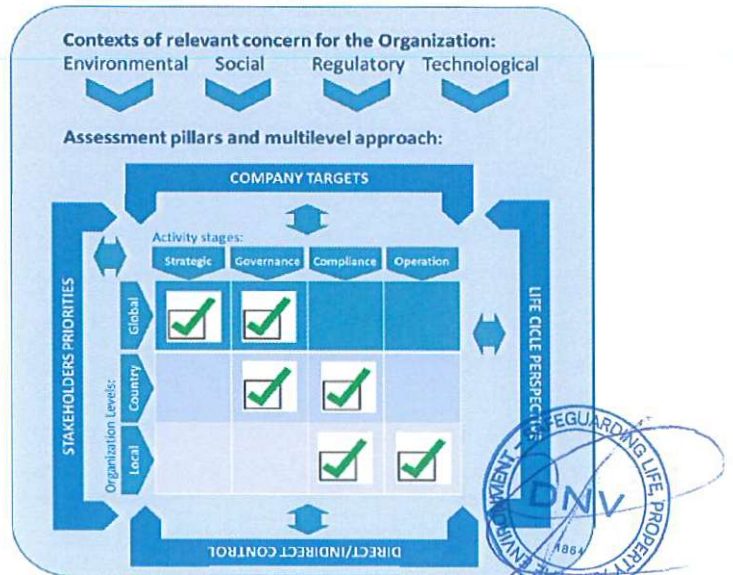 Contexts of relevant concern for the Organization:
Environmental Social Regulatory Technological
Assessment pillars and multilevel approach:
COMPANY TARGETS
Activity stages:
Strategic Governance Compliance Operation
STAKEHOLDERS PRIORITIES
Organization Levels:
Global
Country
Local
LIFE CICLE PERSPECTIVE
DIRECT/INDIRECT CONTROL
EGUARDING LIFE, PROPERTY
ENVIRONMENT
DNV
1864